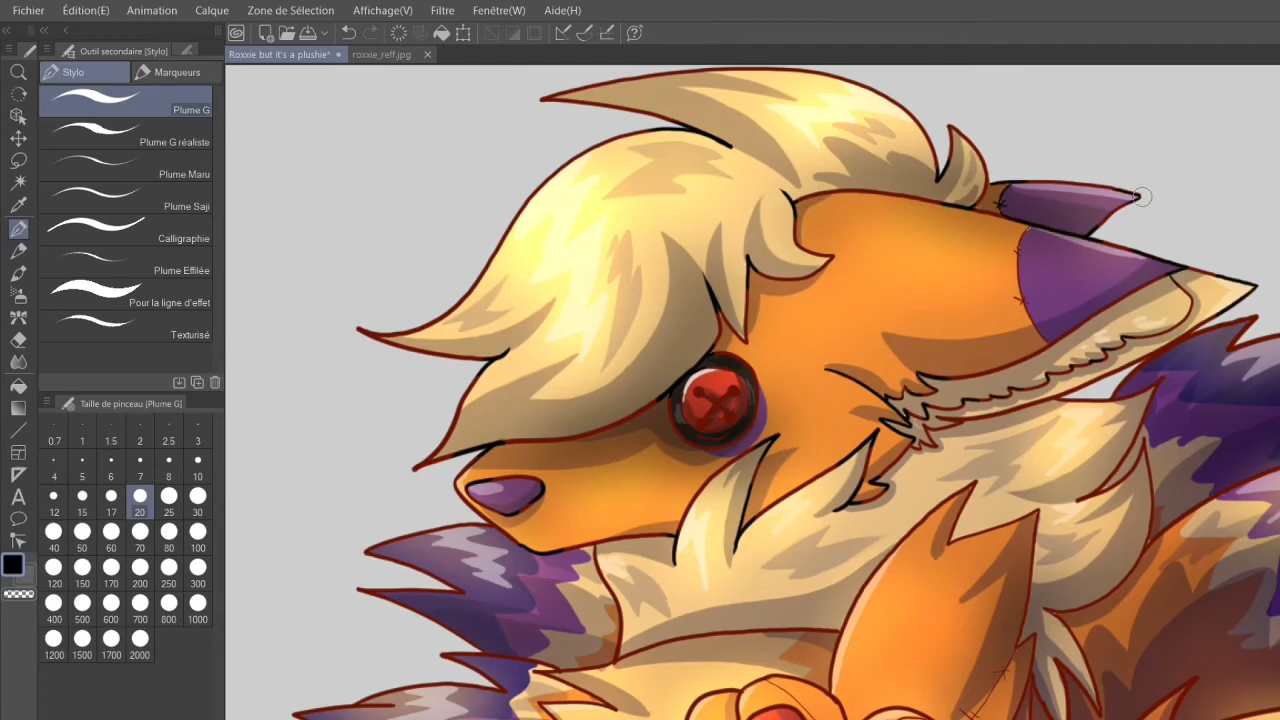 Fichier Édition(E) Animation Calque Zone de Sélection Affichage(V) Filtre Fenêtre(W) Aide(H)
Outil secondaire [Stylo]
Roxxie but it's a plushie* roxxie_reff.jpg
Stylo Marqueurs
Plume G
Plume G réaliste
Plume Maru
Plume Saji
Calligraphie
Plume Effilée
Pour la ligne d'effet
Texturisé
Taille de pinceau [Plume G]
0.7 1 1.5 2 2.5 3
4 5 6 7 8 10
12 15 17 20 25 30
40 50 60 70 80 100
120 150 170 200 250 300
400 500 600 700 800 1000
1200 1500 1700 2000